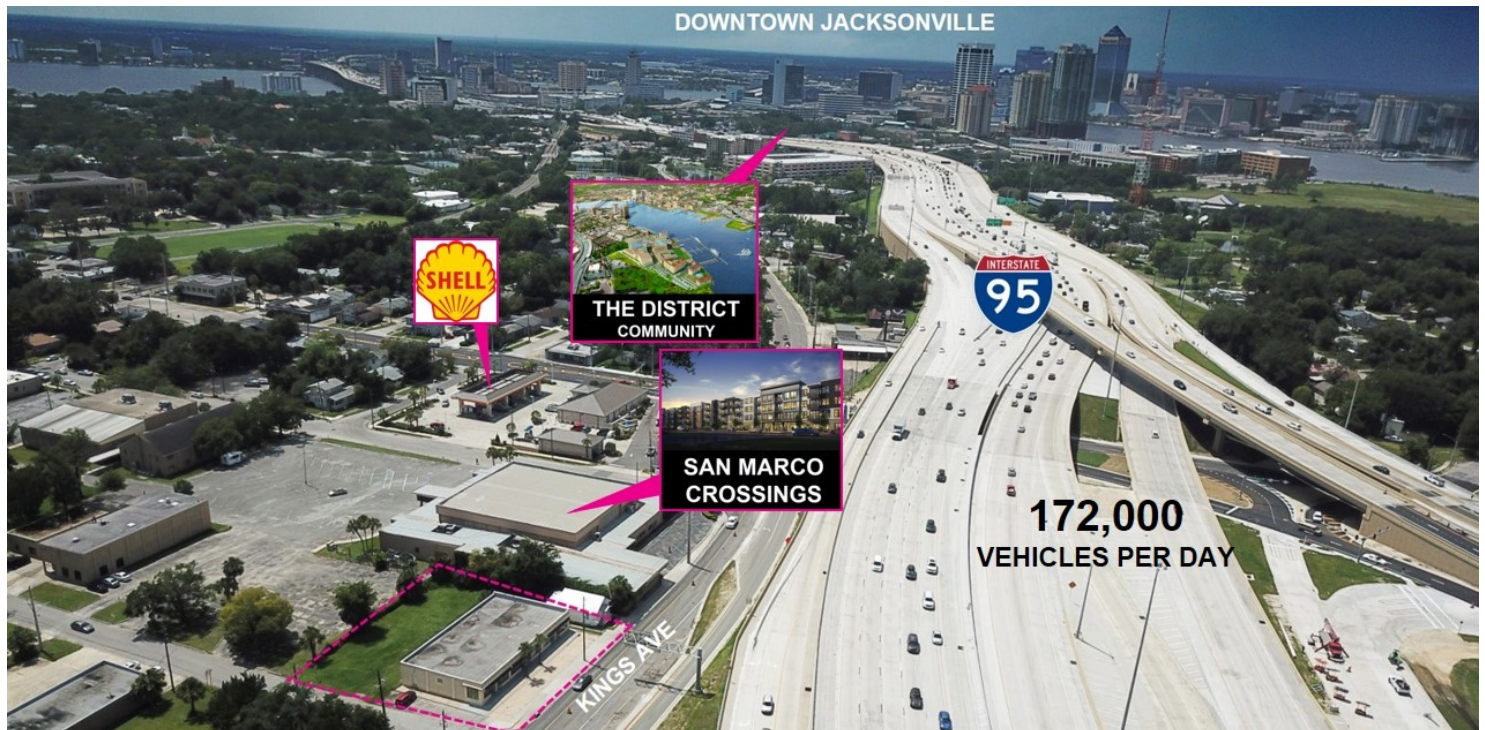 DOWNTOWN JACKSONVILLE
SHELL
THE DISTRICT
COMMUNITY
INTERSTATE
95
SAN MARCO
CROSSINGS
172,000
VEHICLES PER DAY
KINGS AVE